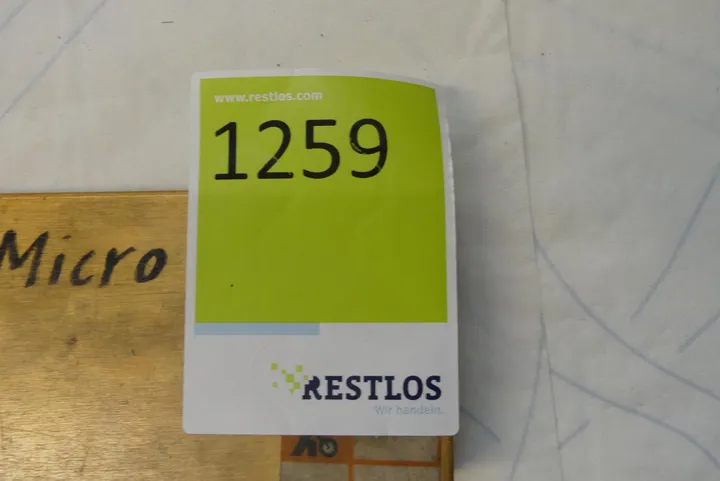 www.restlos.com
1259
Micro
RESTLOS
Wir handeln.